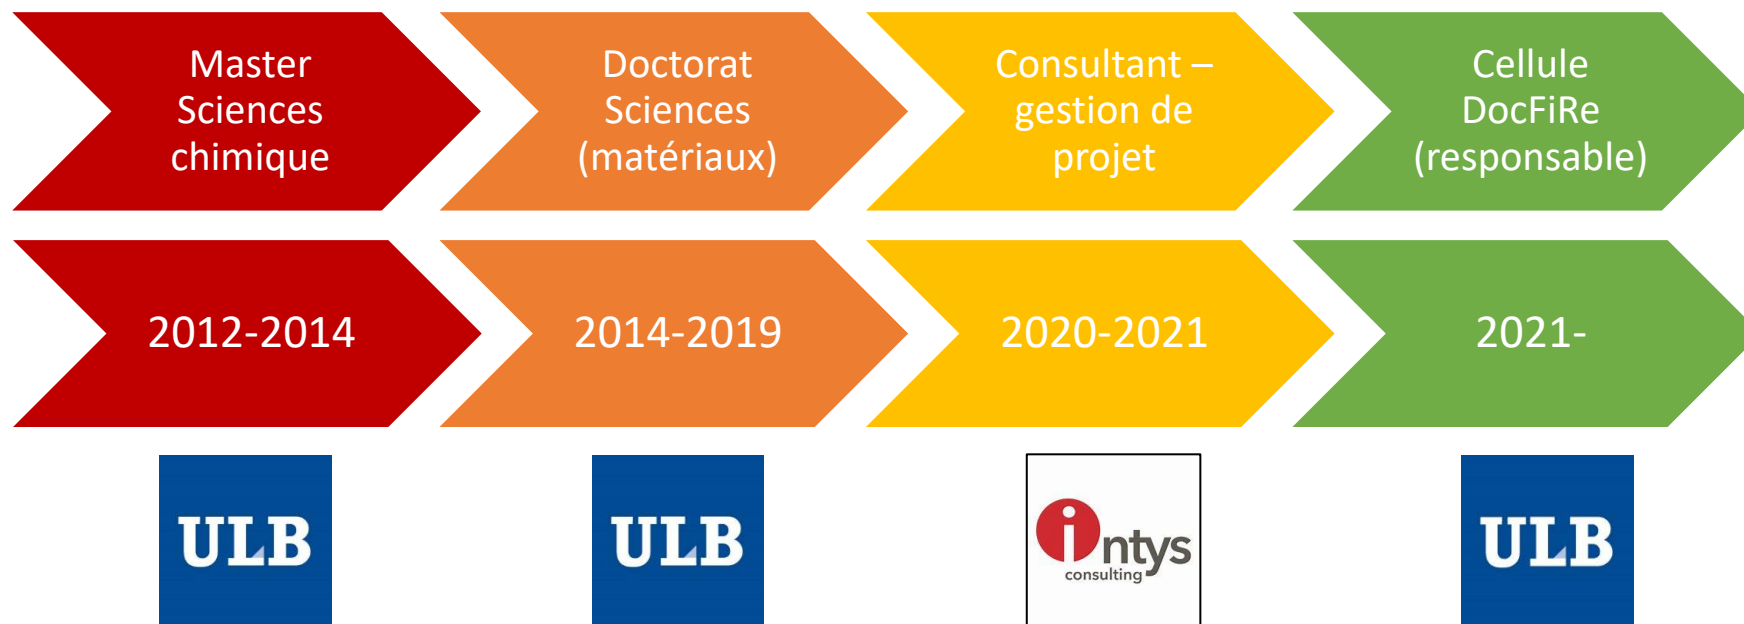 Master
Sciences
chimique
Doctorat
Sciences
(matériaux)
Consultant –
gestion de
projet
Cellule
DocFiRe
(responsable)
2012-2014
2014-2019
2020-2021
2021-
ULB
ULB
intys
consulting
ULB